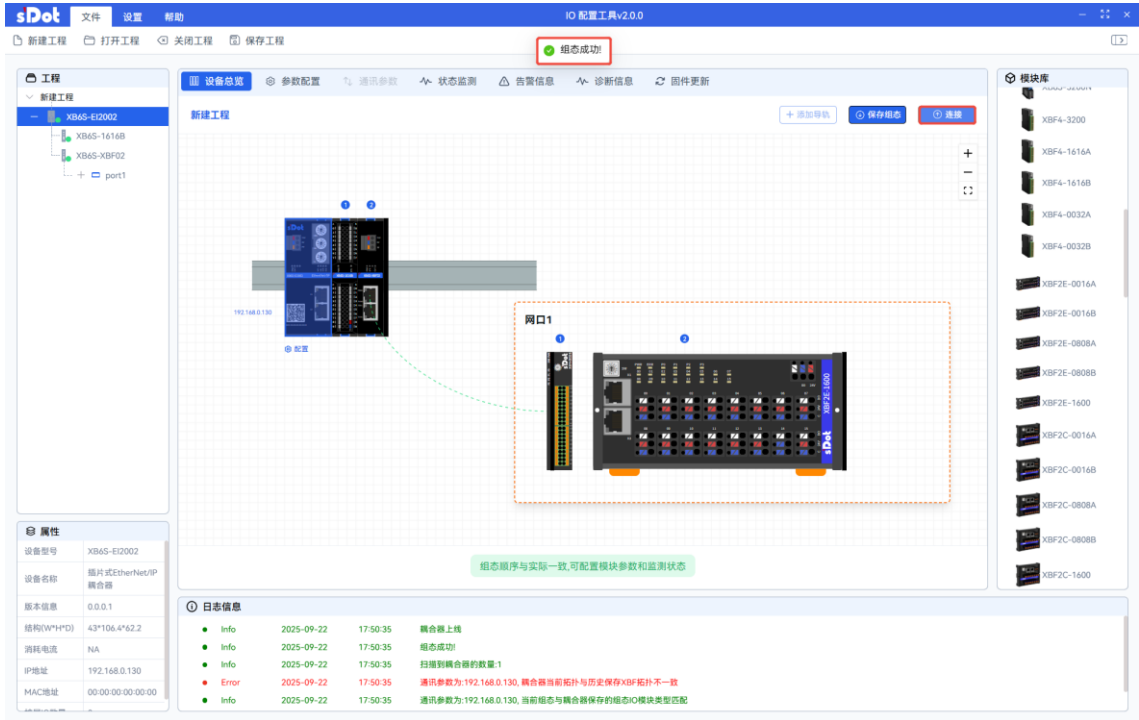 sDot 文件 设置 帮助 IO 配置工具v2.0.0
新建工程 打开工程 关闭工程 保存工程
组态成功!
工程
新建工程
XB6S-EI2002
XB6S-1616B
XB6S-XBF02
port1
设备总览 参数配置 通讯参数 状态监测 告警信息 诊断信息 固件更新
新建工程 添加导轨 保存组态 连接
1 2
sDot
192.168.0.130
配置
网口1
1 2
sDot
XBF2E-1600
sDot
组态顺序与实际一致,可配置模块参数和监测状态
模块库
XBF4-3200
XBF4-1616A
XBF4-1616B
XBF4-0032A
XBF4-0032B
XBF2E-0016A
XBF2E-0016B
XBF2E-0808A
XBF2E-0808B
XBF2E-1600
XBF2C-0016A
XBF2C-0016B
XBF2C-0808A
XBF2C-0808B
XBF2C-1600
属性
设备型号 XB6S-EI2002
设备名称 插片式EtherNet/IP
耦合器
版本信息 0.0.0.1
结构(W*H*D) 43*106.4*62.2
消耗电流 NA
IP地址 192.168.0.130
MAC地址 00:00:00:00:00:00
日志信息
Info 2025-09-22 17:50:35 耦合器上线
Info 2025-09-22 17:50:35 组态成功!
Info 2025-09-22 17:50:35 扫描到耦合器的数量:1
Error 2025-09-22 17:50:35 通讯参数为:192.168.0.130, 耦合器当前拓扑与历史保存XBF拓扑不一致
Info 2025-09-22 17:50:35 通讯参数为:192.168.0.130, 当前组态与耦合器保存的组态IO模块类型匹配